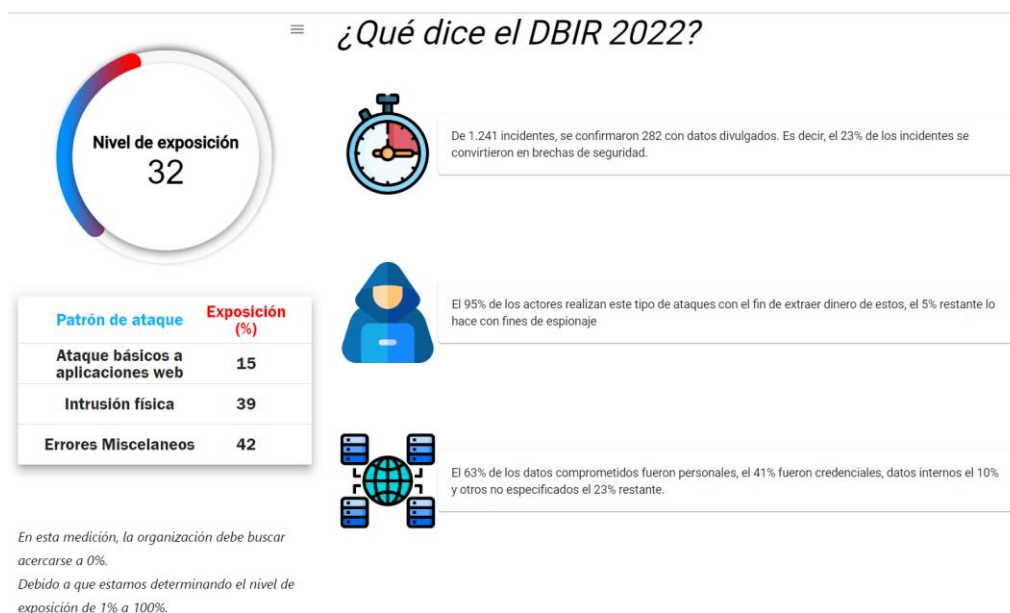 ¿Qué dice el DBIR 2022?
Nivel de exposición
32
De 1.241 incidentes, se confirmaron 282 con datos divulgados. Es decir, el 23% de los incidentes se
convirtieron en brechas de seguridad.
Patrón de ataque
Exposición
(%)
Ataque básicos a
aplicaciones web
15
Intrusión física
39
Errores Miscelaneos
42
El 95% de los actores realizan este tipo de ataques con el fin de extraer dinero de estos, el 5% restante lo
hace con fines de espionaje
El 63% de los datos comprometidos fueron personales, el 41% fueron credenciales, datos internos el 10%
y otros no especificados el 23% restante.
En esta medición, la organización debe buscar
acercarse a 0%.
Debido a que estamos determinando el nivel de
exposición de 1% a 100%.